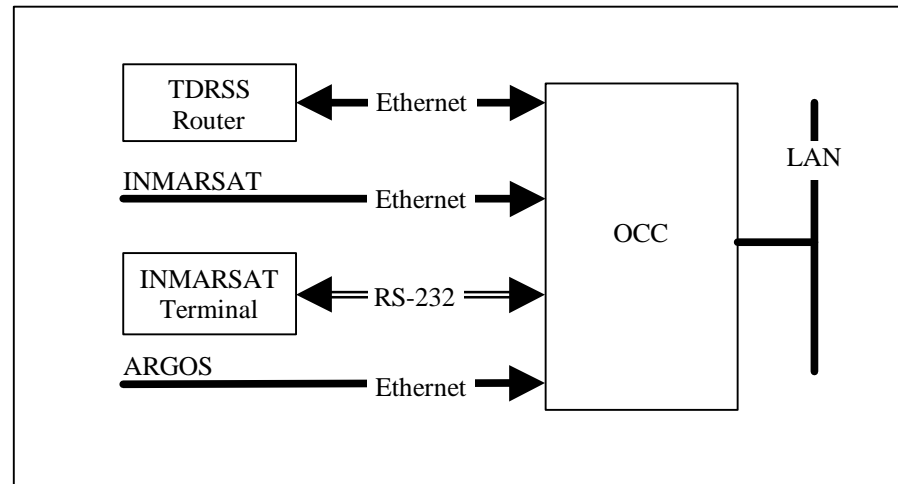 TDRSS
Router
Ethernet
INMARSAT
Ethernet
INMARSAT
Terminal
RS-232
ARGOS
Ethernet
OCC
LAN